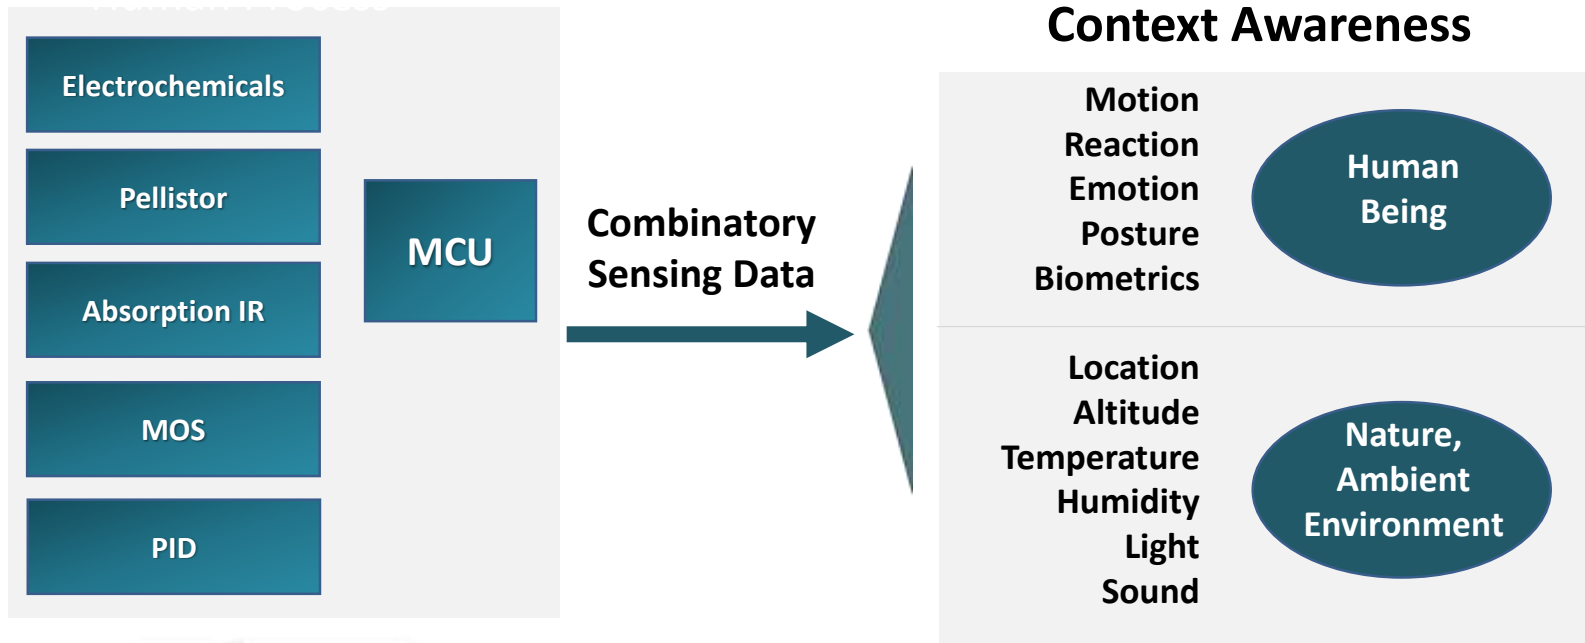 Electrochemicals
Pellistor
Absorption IR
MOS
PID
MCU
Combinatory
Sensing Data
Context Awareness
Motion
Reaction
Emotion
Posture
Biometrics
Human
Being
Location
Altitude
Temperature
Humidity
Light
Sound
Nature,
Ambient
Environment